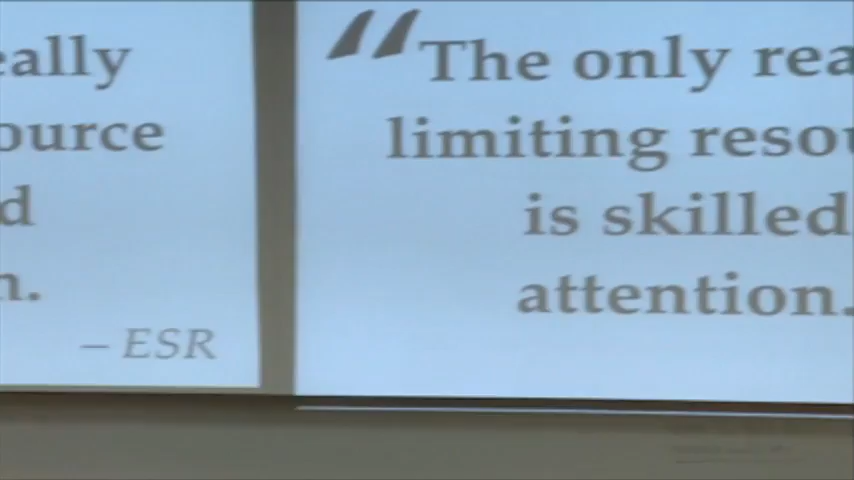 eally
ource
d
n.
– ESR
“The only rea
limiting resou
is skilled
attention.